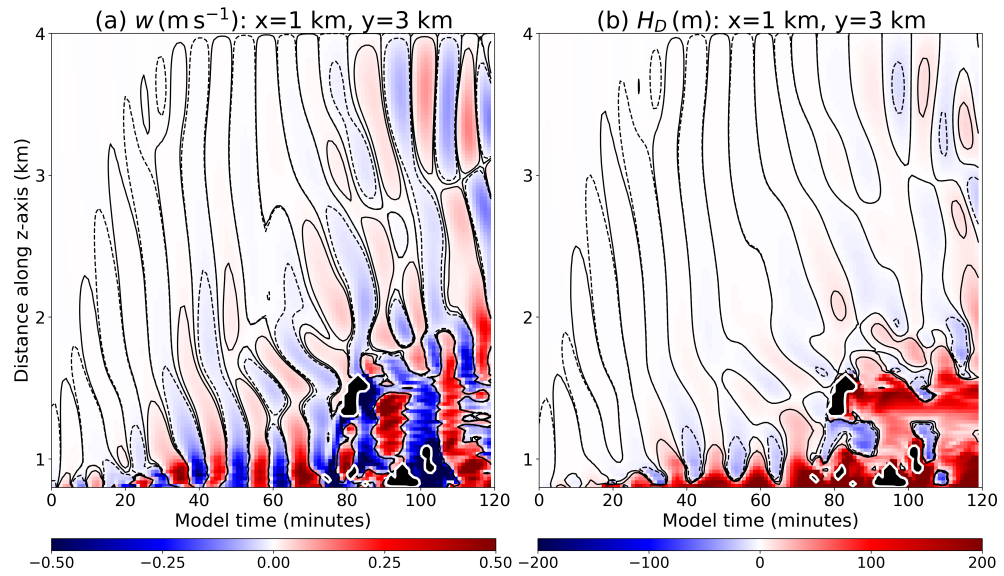 (a) w (m s⁻¹): x=1 km, y=3 km
(b) H_D (m): x=1 km, y=3 km
Distance along z-axis (km)
4
3
2
1
0 20 40 60 80 100 120
Model time (minutes)
−0.50 −0.25 0.00 0.25 0.50
4
3
2
1
0 20 40 60 80 100 120
Model time (minutes)
−200 −100 0 100 200